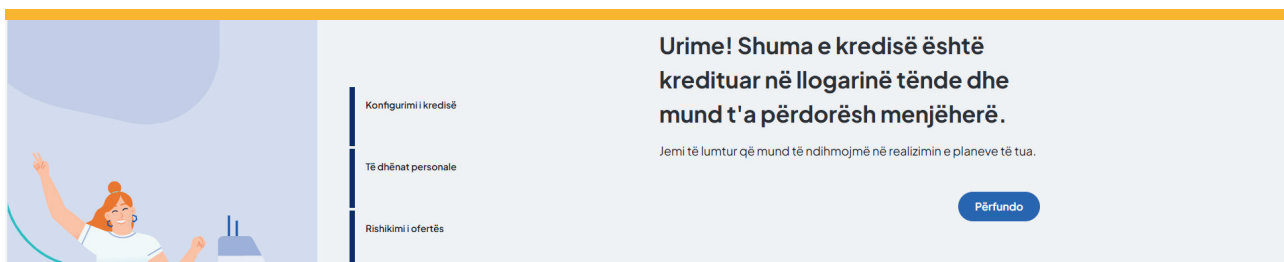 Konfigurimi i kredisë
Të dhënat personale
Rishikimi i ofertës
Urime! Shuma e kredisë është
kredituar në llogarinë tënde dhe
mund t'a përdorësh menjëherë.
Jemi të lumtur që mund të ndihmojmë në realizimin e planeve të tua.
Përfundo